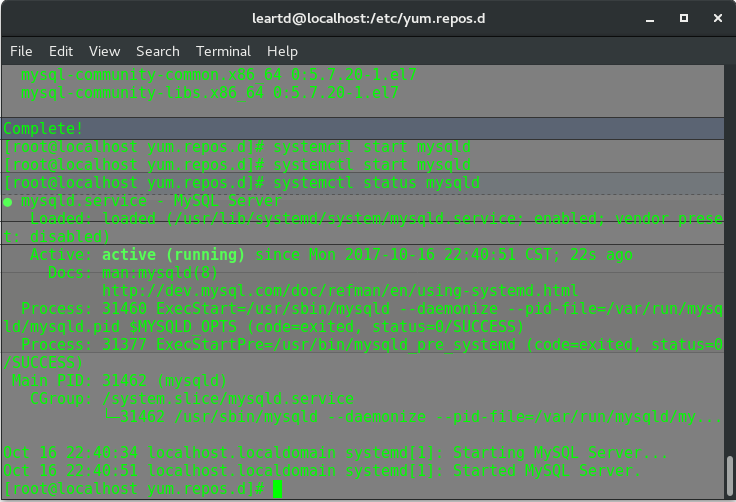 leartd@localhost:/etc/yum.repos.d
File Edit View Search Terminal Help
mysql-community-common.x86_64 0:5.7.20-1.el7
mysql-community-libs.x86_64 0:5.7.20-1.el7
Complete!
[root@localhost yum.repos.d]# systemctl start mysqld
[root@localhost yum.repos.d]# systemctl start mysqld
[root@localhost yum.repos.d]# systemctl status mysqld
● mysqld.service - MySQL Server
Loaded: loaded (/usr/lib/systemd/system/mysqld.service; enabled; vendor prese
t: disabled)
Active: active (running) since Mon 2017-10-16 22:40:51 CST; 22s ago
Docs: man:mysqld(8)
http://dev.mysql.com/doc/refman/en/using-systemd.html
Process: 31460 ExecStart=/usr/sbin/mysqld --daemonize --pid-file=/var/run/mysq
ld/mysqld.pid $MYSQLD_OPTS (code=exited, status=0/SUCCESS)
Process: 31377 ExecStartPre=/usr/bin/mysqld_pre_systemd (code=exited, status=0
/SUCCESS)
Main PID: 31462 (mysqld)
CGroup: /system.slice/mysqld.service
└─31462 /usr/sbin/mysqld --daemonize --pid-file=/var/run/mysqld/my...
Oct 16 22:40:34 localhost.localdomain systemd[1]: Starting MySQL Server...
Oct 16 22:40:51 localhost.localdomain systemd[1]: Started MySQL Server.
[root@localhost yum.repos.d]#